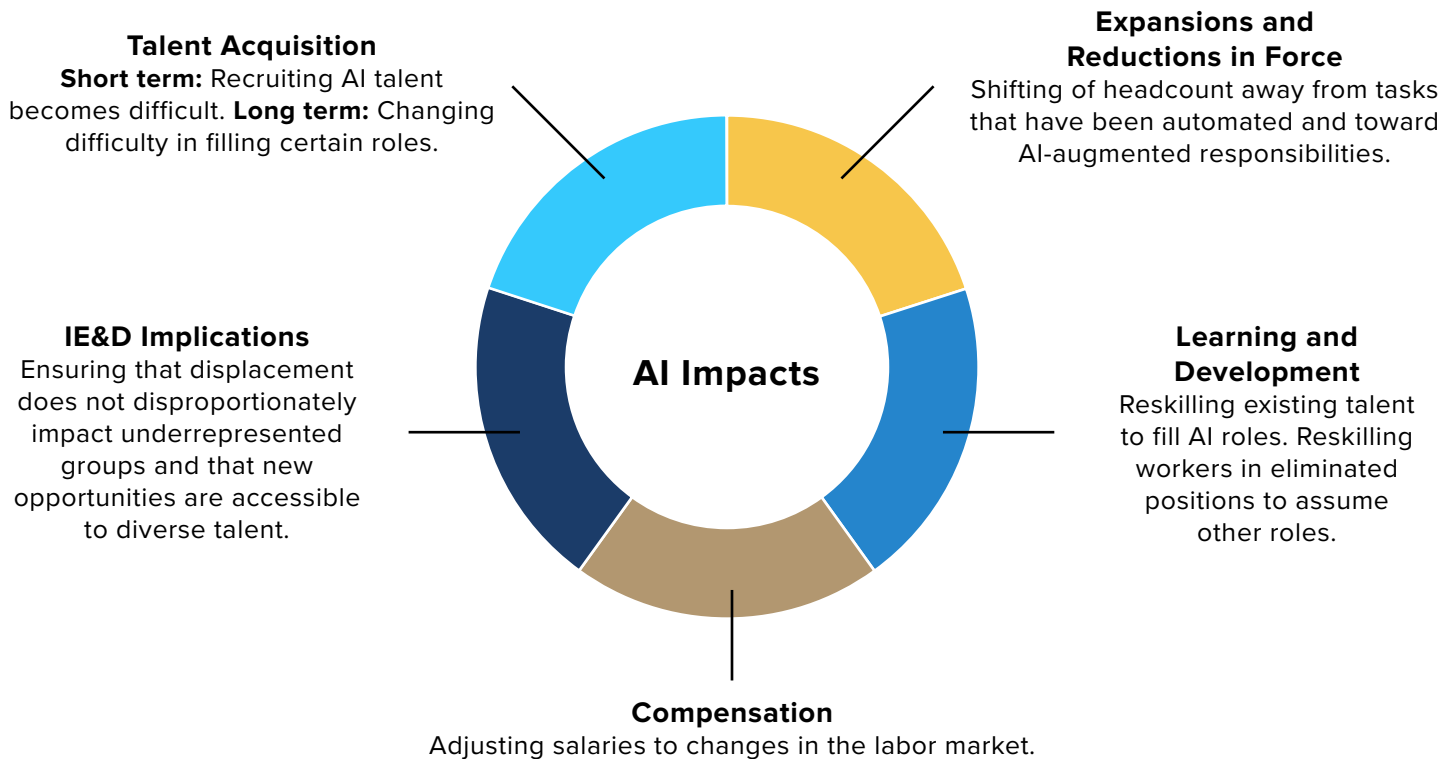 Talent Acquisition
Short term: Recruiting AI talent
becomes difficult. Long term: Changing
difficulty in filling certain roles.
Expansions and
Reductions in Force
Shifting of headcount away from tasks
that have been automated and toward
AI-augmented responsibilities.
IE&D Implications
Ensuring that displacement
does not disproportionately
impact underrepresented
groups and that new
opportunities are accessible
to diverse talent.
AI Impacts
Learning and
Development
Reskilling existing talent
to fill AI roles. Reskilling
workers in eliminated
positions to assume
other roles.
Compensation
Adjusting salaries to changes in the labor market.